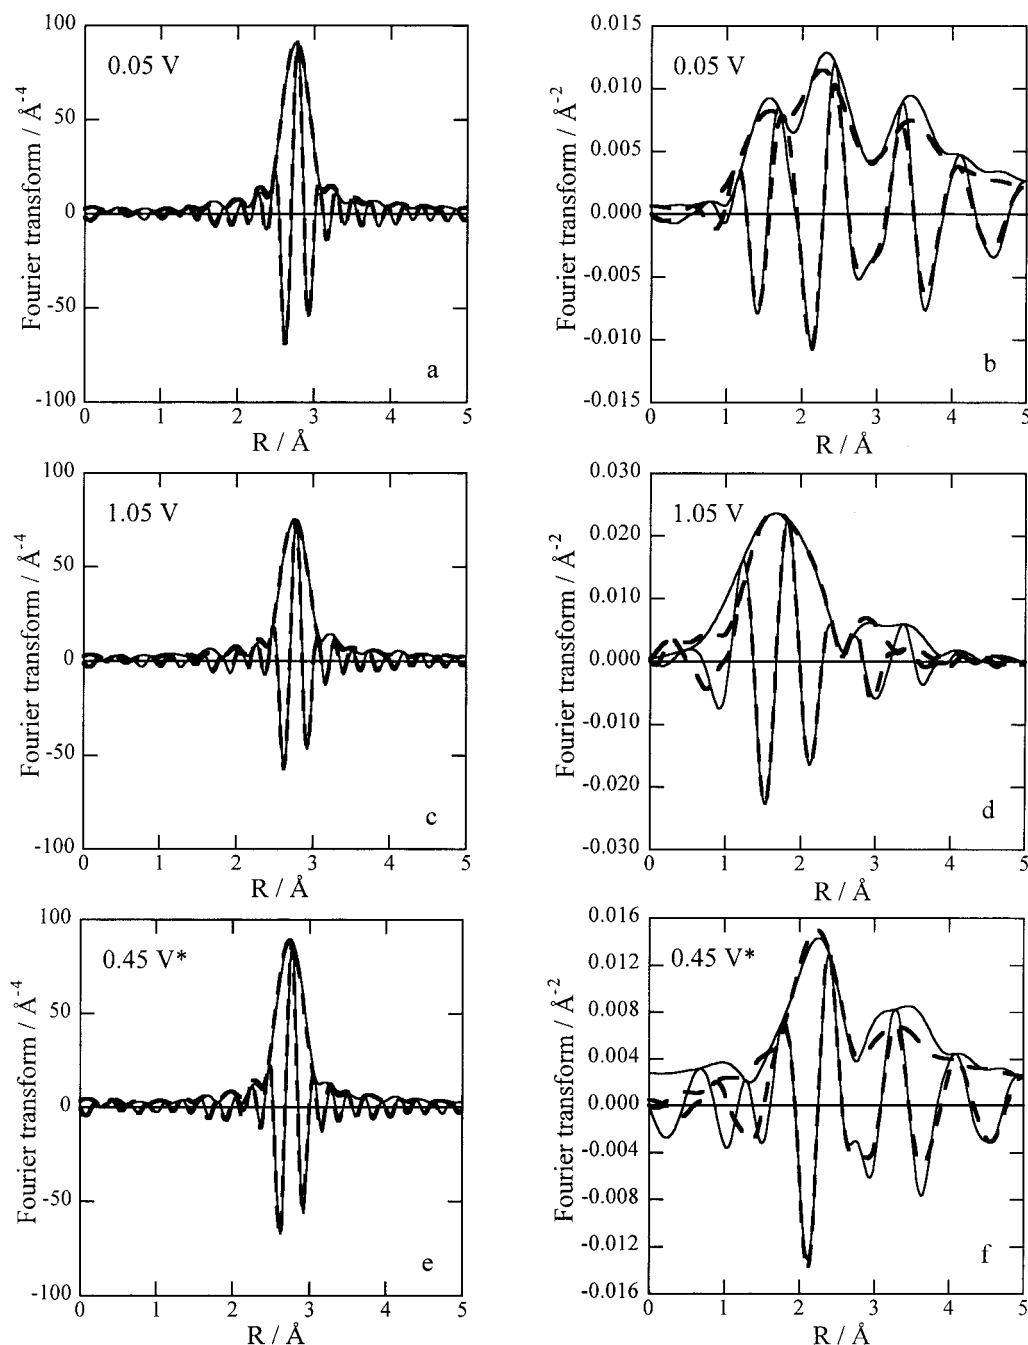 100
50
0
-50
-100
Fourier transform / Å-4
0.05 V
a
0 1 2 3 4 5
R / Å
0.015
0.010
0.005
0.000
-0.005
-0.010
-0.015
Fourier transform / Å-2
0.05 V
b
0 1 2 3 4 5
R / Å
100
50
0
-50
-100
Fourier transform / Å-4
1.05 V
c
0 1 2 3 4 5
R / Å
0.030
0.020
0.010
0.000
-0.010
-0.020
-0.030
Fourier transform / Å-2
1.05 V
d
0 1 2 3 4 5
R / Å
100
50
0
-50
-100
Fourier transform / Å-4
0.45 V*
e
0 1 2 3 4 5
R / Å
0.016
0.012
0.008
0.004
0.000
-0.004
-0.008
-0.012
-0.016
Fourier transform / Å-2
0.45 V*
f
0 1 2 3 4 5
R / Å